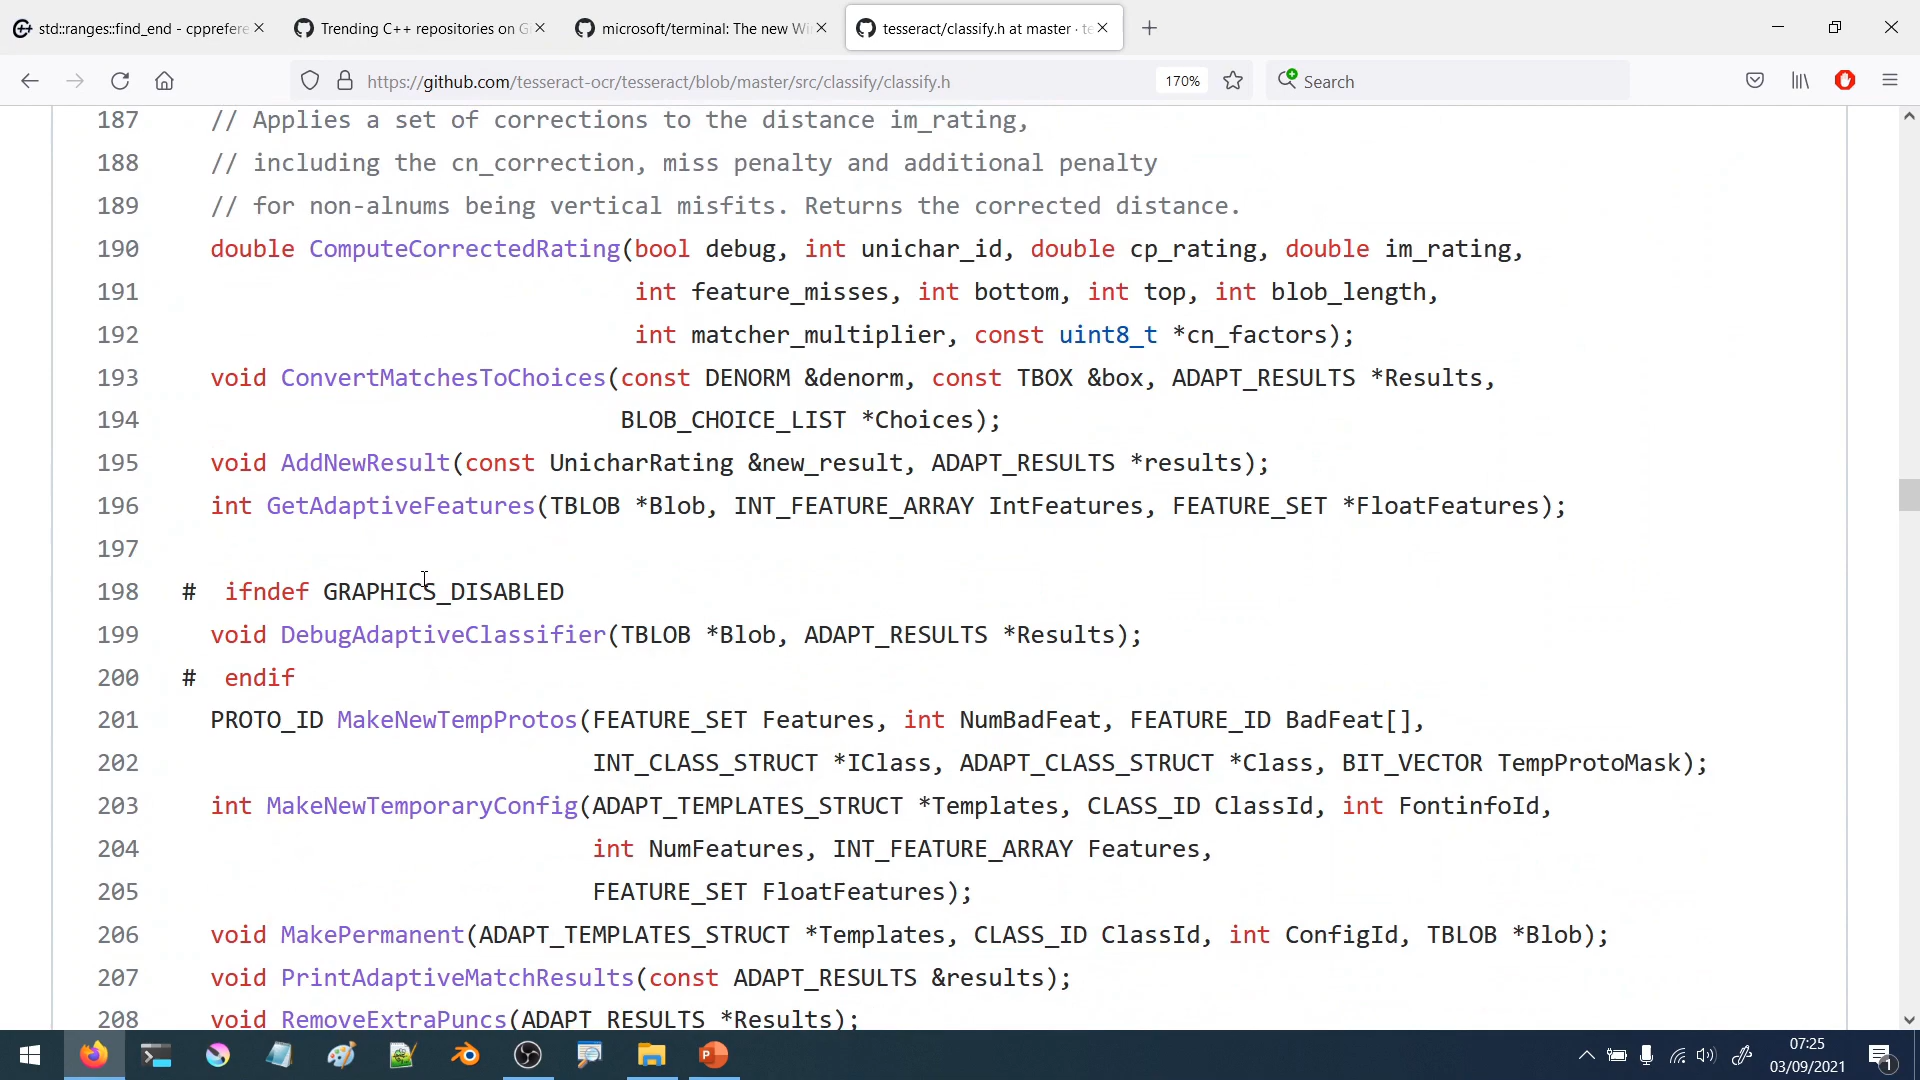 std::ranges::find_end - cpprefere
Trending C++ repositories on G
microsoft/terminal: The new Wi
tesseract/classify.h at master · te
https://github.com/tesseract-ocr/tesseract/blob/master/src/classify/classify.h
170%
Search
187 // Applies a set of corrections to the distance im_rating,
188 // including the cn_correction, miss penalty and additional penalty
189 // for non-alnums being vertical misfits. Returns the corrected distance.
190 double ComputeCorrectedRating(bool debug, int unichar_id, double cp_rating, double im_rating,
191 int feature_misses, int bottom, int top, int blob_length,
192 int matcher_multiplier, const uint8_t *cn_factors);
193 void ConvertMatchesToChoices(const DENORM &denorm, const TBOX &box, ADAPT_RESULTS *Results,
194 BLOB_CHOICE_LIST *Choices);
195 void AddNewResult(const UnicharRating &new_result, ADAPT_RESULTS *results);
196 int GetAdaptiveFeatures(TBLOB *Blob, INT_FEATURE_ARRAY IntFeatures, FEATURE_SET *FloatFeatures);
197
198 # ifndef GRAPHICS_DISABLED
199 void DebugAdaptiveClassifier(TBLOB *Blob, ADAPT_RESULTS *Results);
200 # endif
201 PROTO_ID MakeNewTempProtos(FEATURE_SET Features, int NumBadFeat, FEATURE_ID BadFeat[],
202 INT_CLASS_STRUCT *IClass, ADAPT_CLASS_STRUCT *Class, BIT_VECTOR TempProtoMask);
203 int MakeNewTemporaryConfig(ADAPT_TEMPLATES_STRUCT *Templates, CLASS_ID ClassId, int FontinfoId,
204 int NumFeatures, INT_FEATURE_ARRAY Features,
205 FEATURE_SET FloatFeatures);
206 void MakePermanent(ADAPT_TEMPLATES_STRUCT *Templates, CLASS_ID ClassId, int ConfigId, TBLOB *Blob);
207 void PrintAdaptiveMatchResults(const ADAPT_RESULTS &results);
208 void RemoveExtraPuncs(ADAPT_RESULTS *Results);
07:25
03/09/2021
1